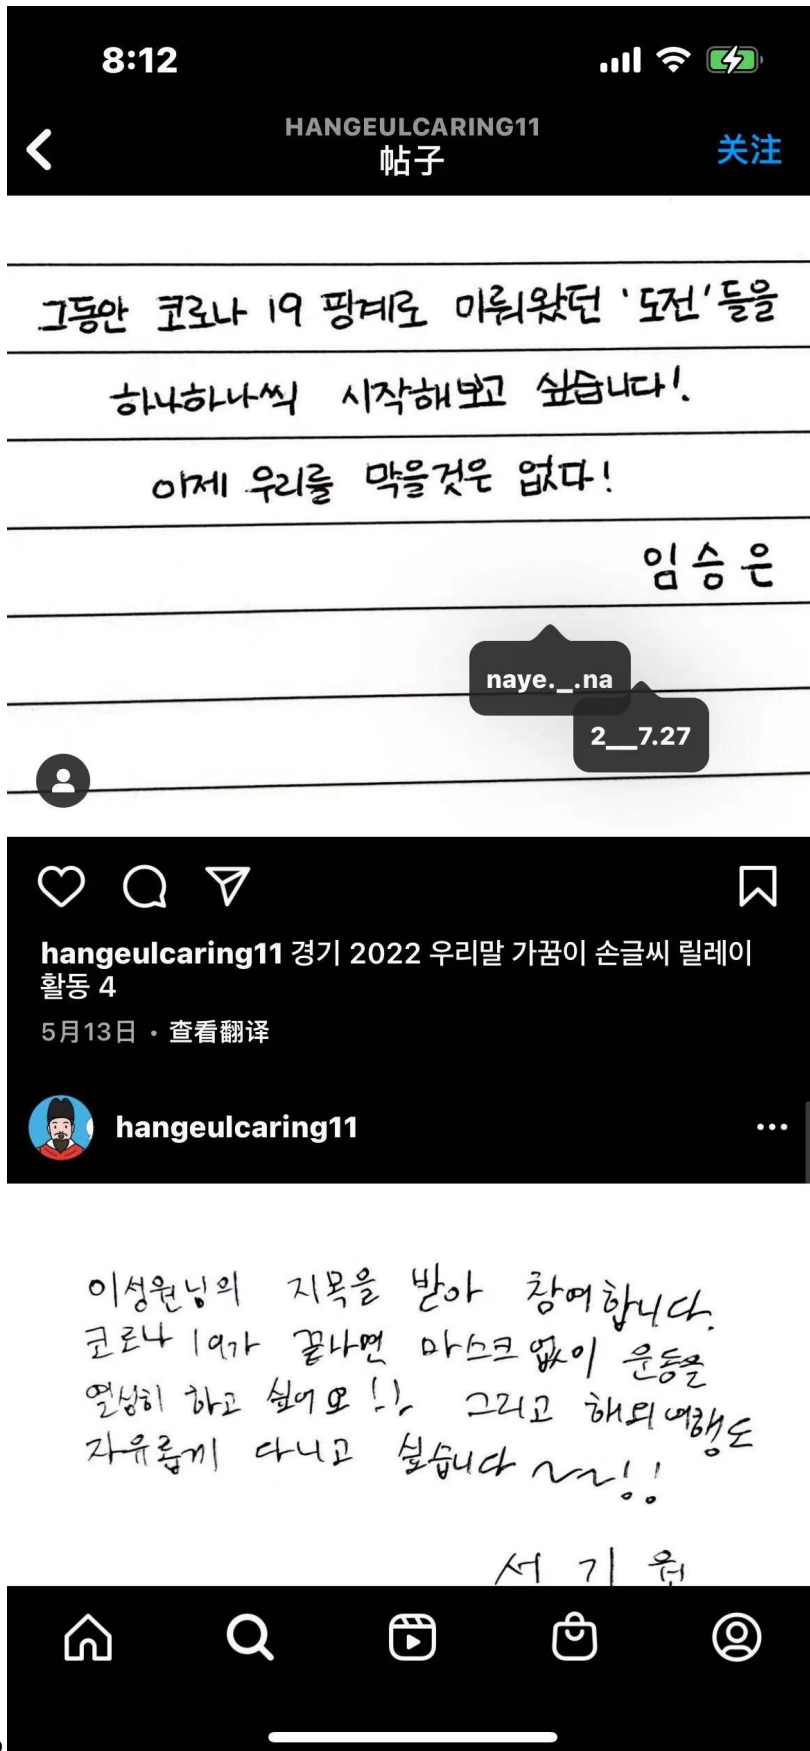 8:12
HANGEULCARING11
帖子
关注
그동안 코로나 19 핑계로 미뤄왔던 '도전'들을
하나하나씩 시작해보고 싶습니다!
이제 우리를 막을것은 없다!
임승은
naye._.na
2__7.27
hangeulcaring11 경기 2022 우리말 가꿈이 손글씨 릴레이
활동 4
5月13日 • 查看翻译
hangeulcaring11
이성원님의 지목을 받아 참여합니다.
코로나 19가 끝나면 마스크 없이 운동을
열심히 하고 싶어요!! 그리고 해외여행도
자유롭게 다니고 싶습니다~~!!
서기원